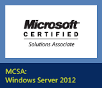 Microsoft
CERTIFIED
Solutions Associate
MCSA:
Windows Server 2012